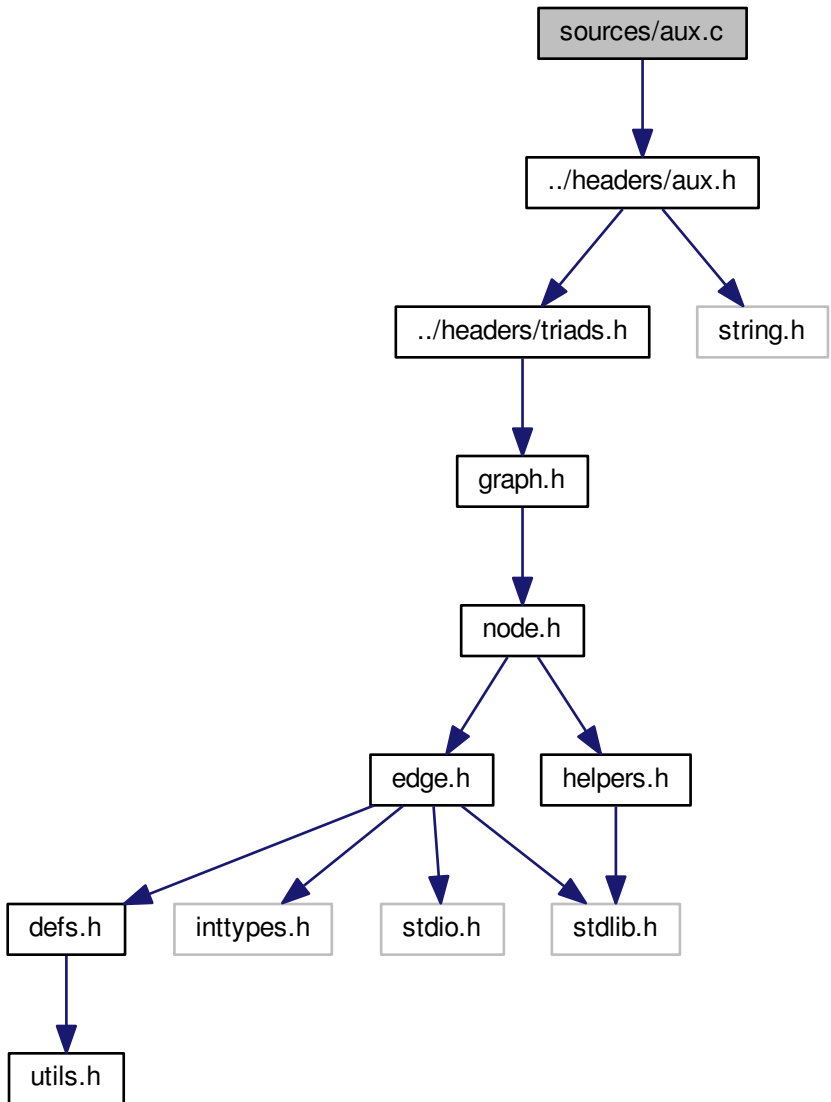 sources/aux.c
../headers/aux.h
../headers/triads.h
string.h
graph.h
node.h
edge.h
helpers.h
defs.h
inttypes.h
stdio.h
stdlib.h
utils.h